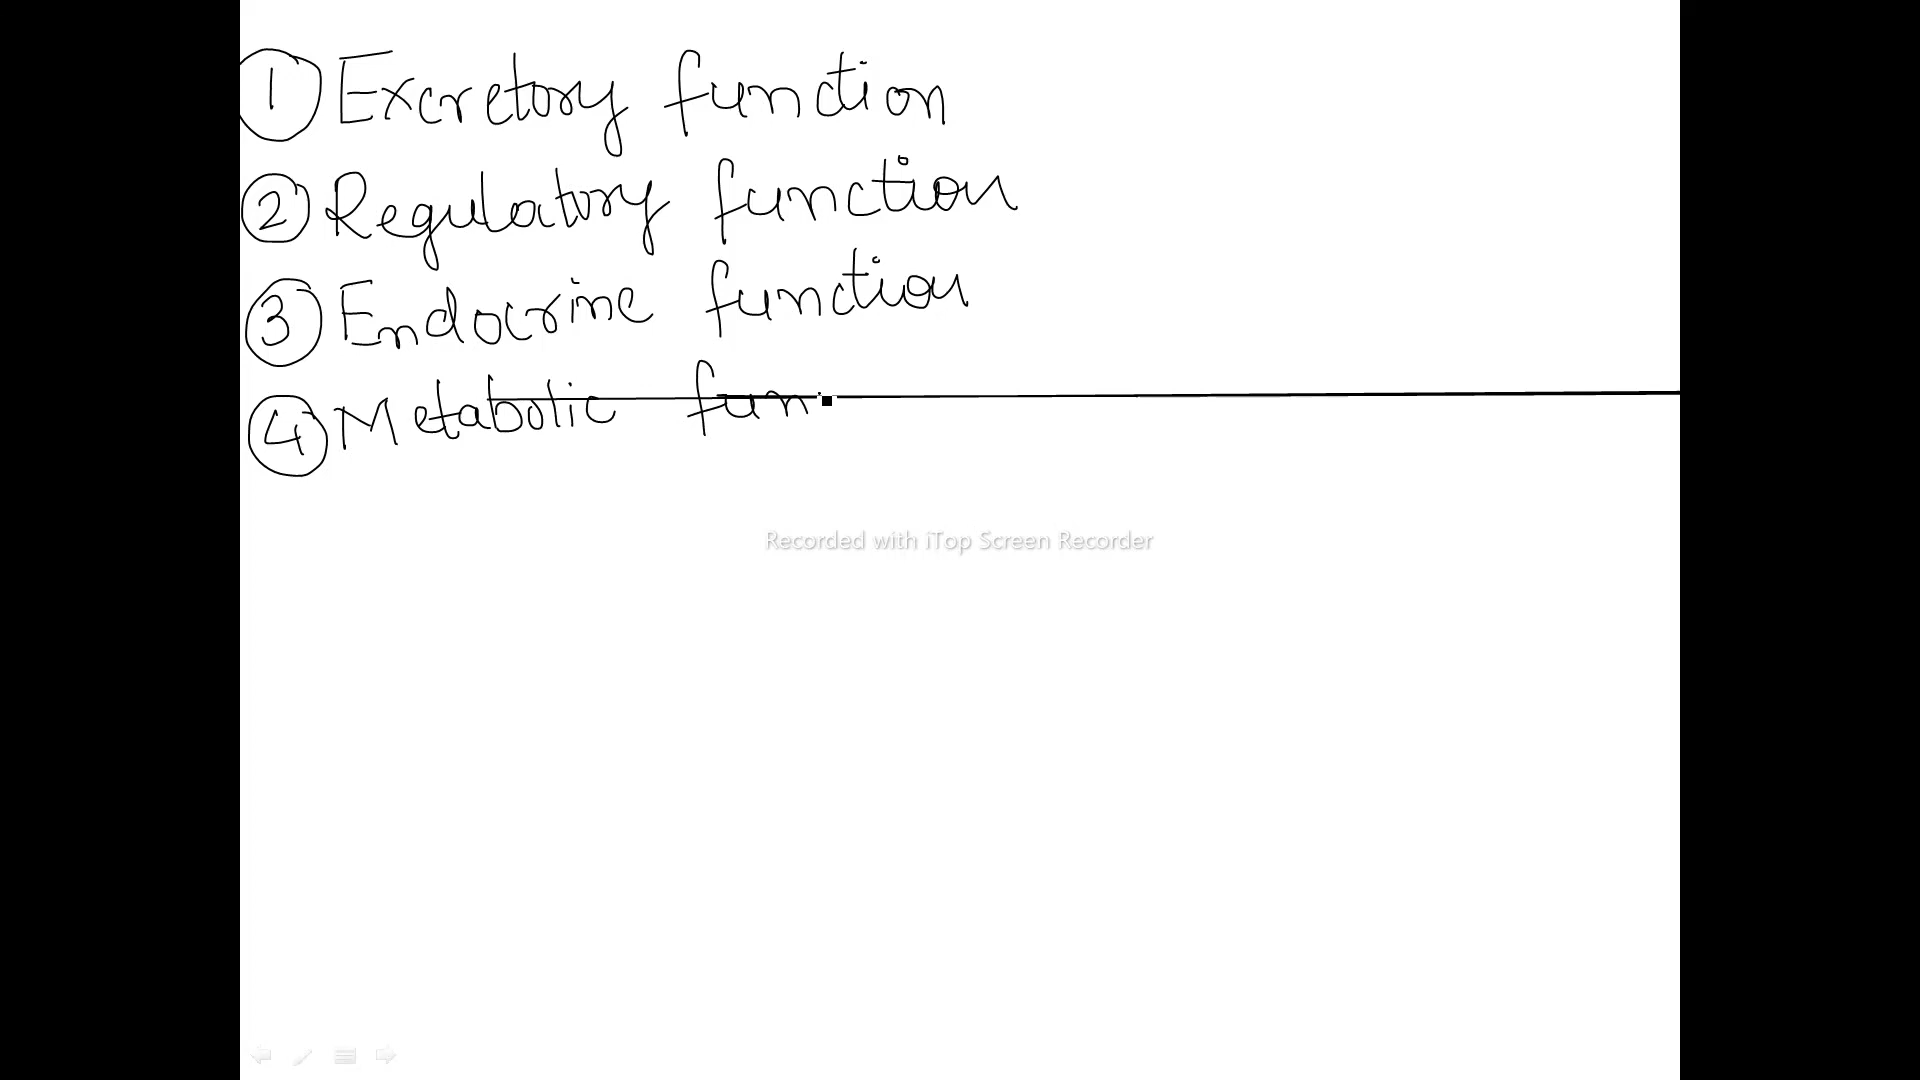 ① Excretory function
② Regulatory function
③ Endocrine function
④ Metabolic fun
Recorded with iTop Screen Recorder